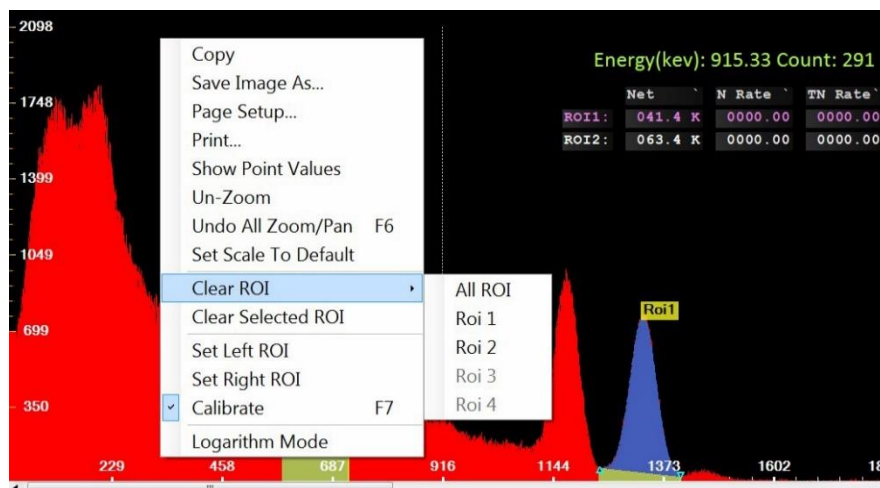 2098
1748
1399
1049
699
350
Copy
Save Image As...
Page Setup...
Print...
Show Point Values
Un-Zoom
Undo All Zoom/Pan F6
Set Scale To Default
Clear ROI
Clear Selected ROI
Set Left ROI
Set Right ROI
Calibrate F7
Logarithm Mode
All ROI
Roi 1
Roi 2
Roi 3
Roi 4
Energy(kev): 915.33 Count: 291
Net N Rate TN Rate
ROI1: 041.4 K 0000.00 0000.00
ROI2: 063.4 K 0000.00 0000.00
Roi1
229 458 687 916 1144 1373 1602